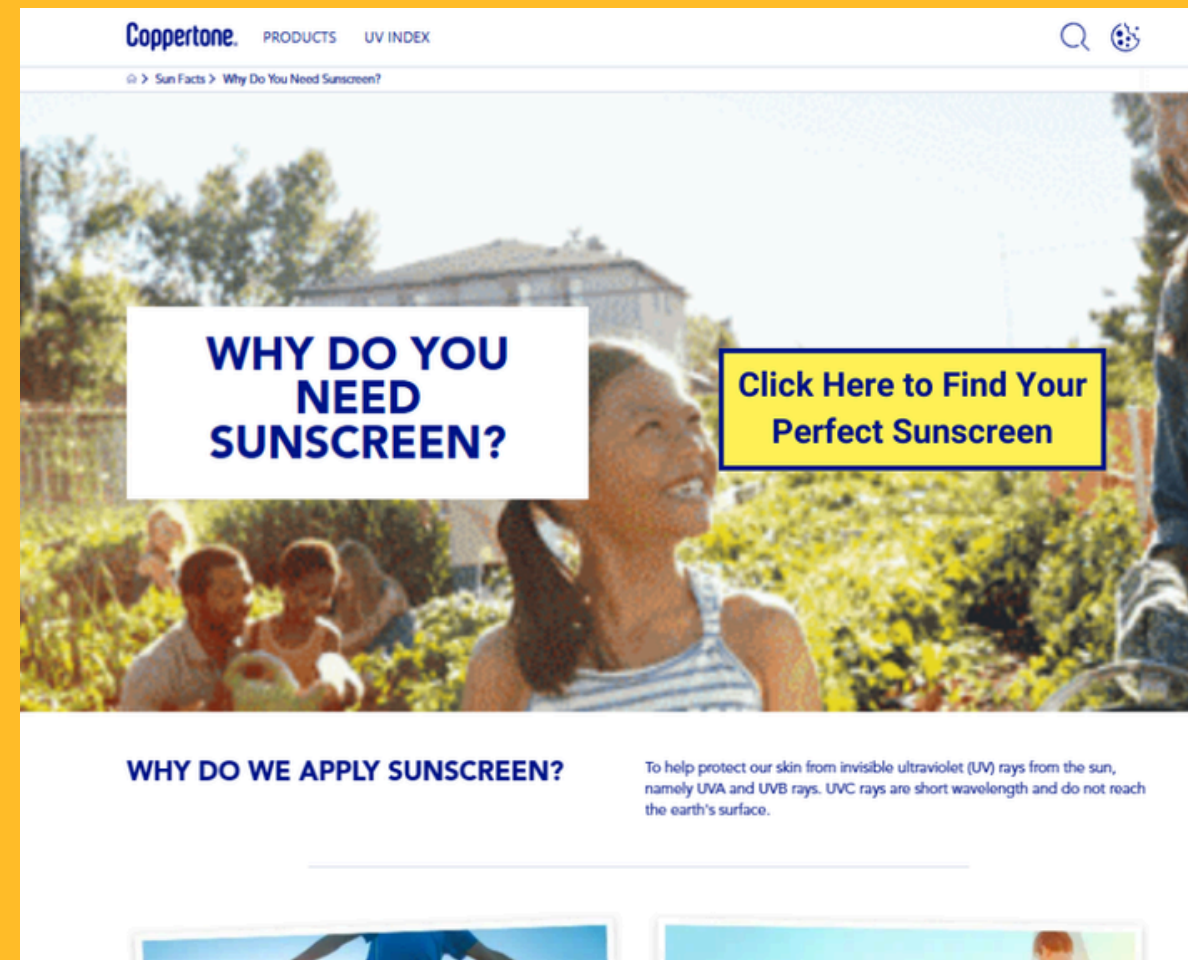 Coppertone. PRODUCTS UV INDEX
> Sun Facts > Why Do You Need Sunscreen?
WHY DO YOU
NEED
SUNSCREEN?
Click Here to Find Your
Perfect Sunscreen
WHY DO WE APPLY SUNSCREEN?
To help protect our skin from invisible ultraviolet (UV) rays from the sun,
namely UVA and UVB rays. UVC rays are short wavelength and do not reach
the earth's surface.